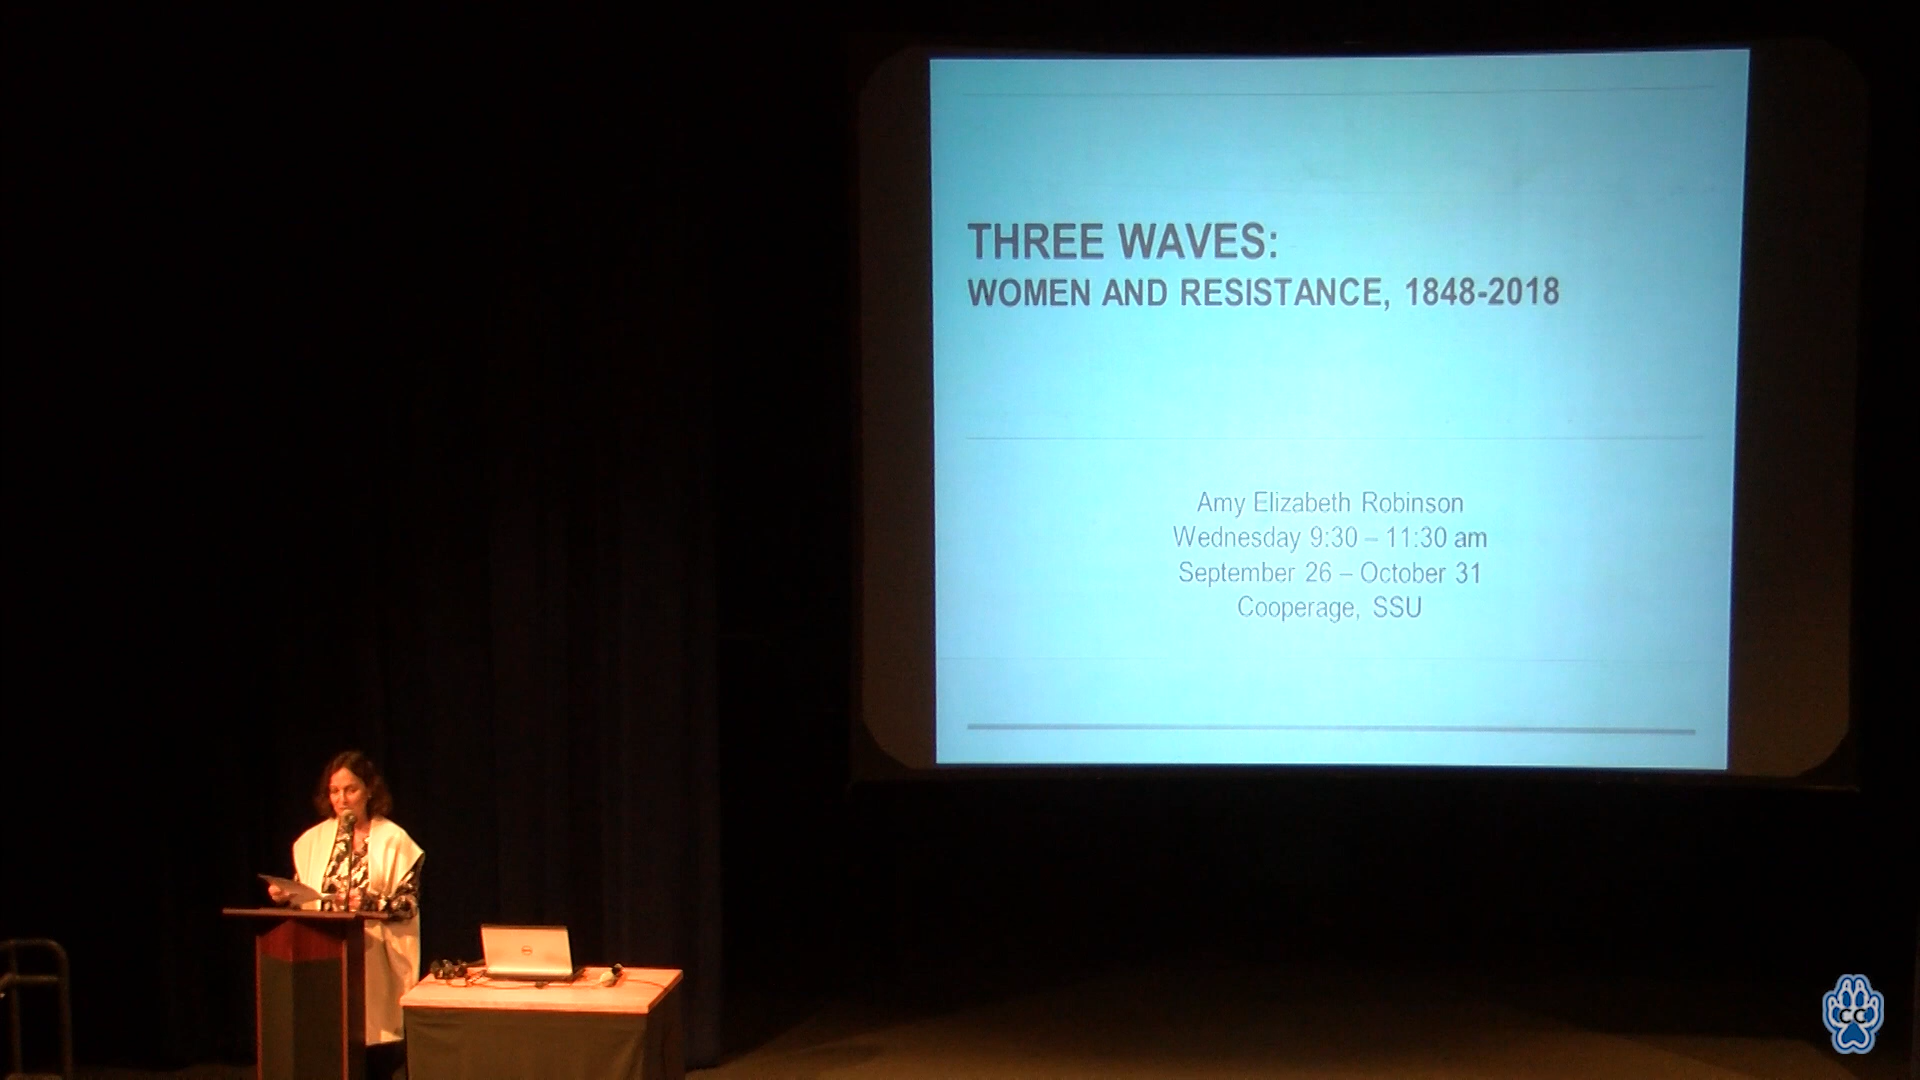 THREE WAVES:
WOMEN AND RESISTANCE, 1848-2018
Amy Elizabeth Robinson
Wednesday 9:30 – 11:30 am
September 26 – October 31
Cooperage, SSU
CC